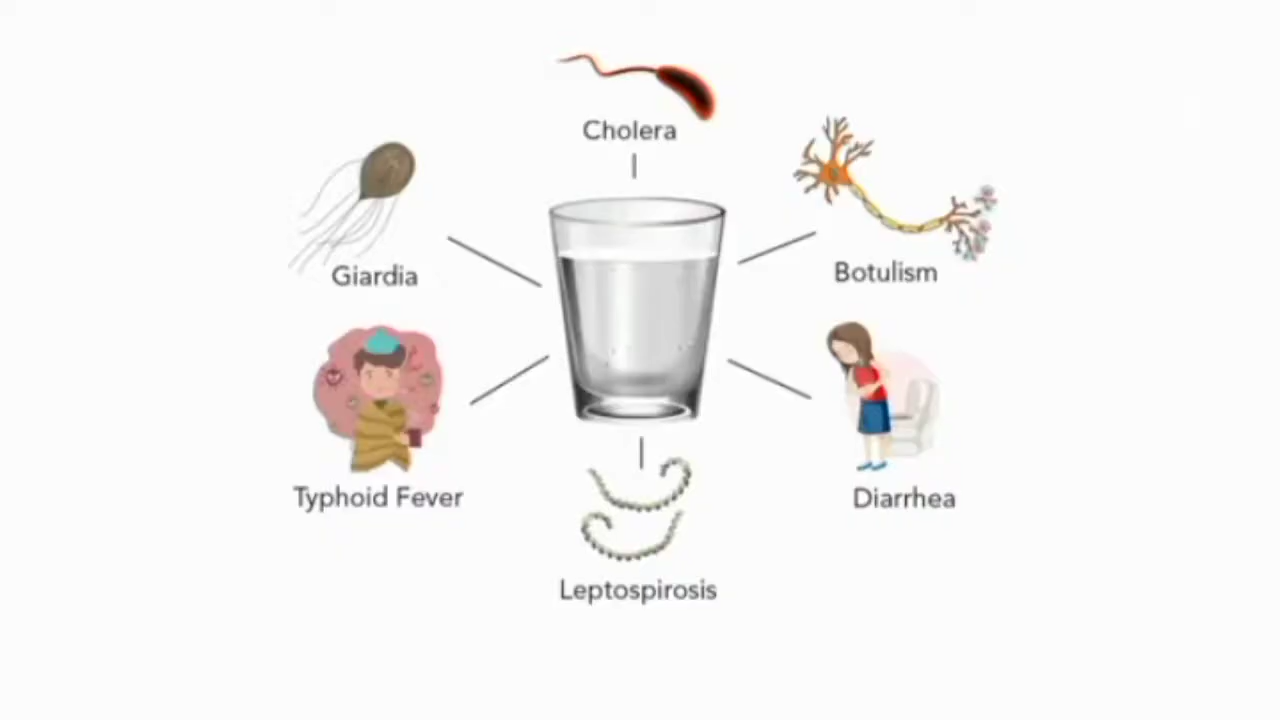 Cholera
Giardia
Botulism
Typhoid Fever
Diarrhea
Leptospirosis